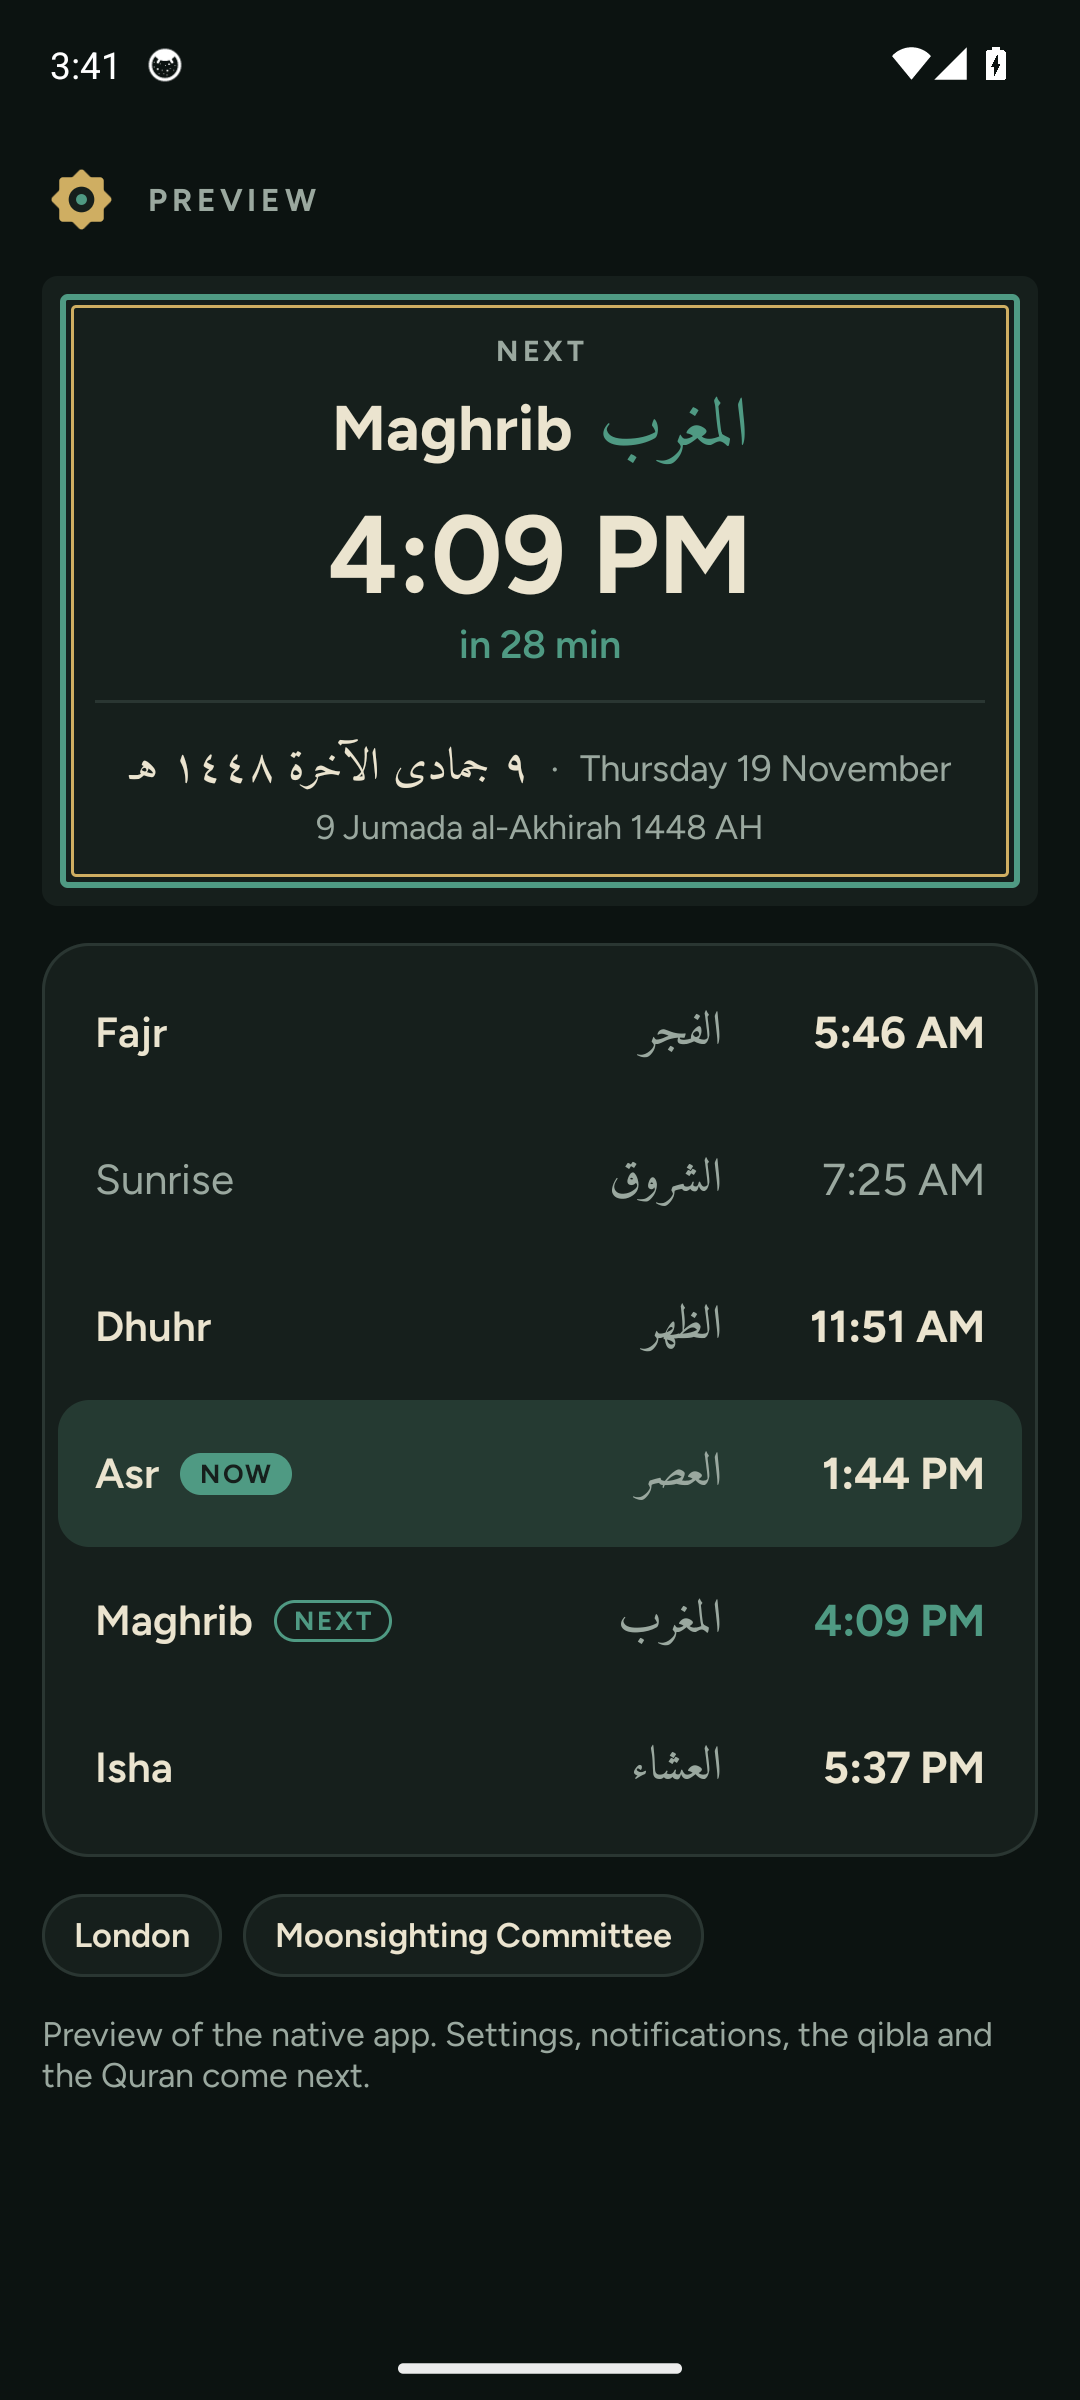 3:41
PREVIEW
NEXT
Maghrib المغرب
4:09 PM
in 28 min
٩ جمادى الآخرة ١٤٤٨ هـ · Thursday 19 November
9 Jumada al-Akhirah 1448 AH
Fajr الفجر 5:46 AM
Sunrise الشروق 7:25 AM
Dhuhr الظهر 11:51 AM
Asr NOW العصر 1:44 PM
Maghrib NEXT المغرب 4:09 PM
Isha العشاء 5:37 PM
London Moonsighting Committee
Preview of the native app. Settings, notifications, the qibla and
the Quran come next.